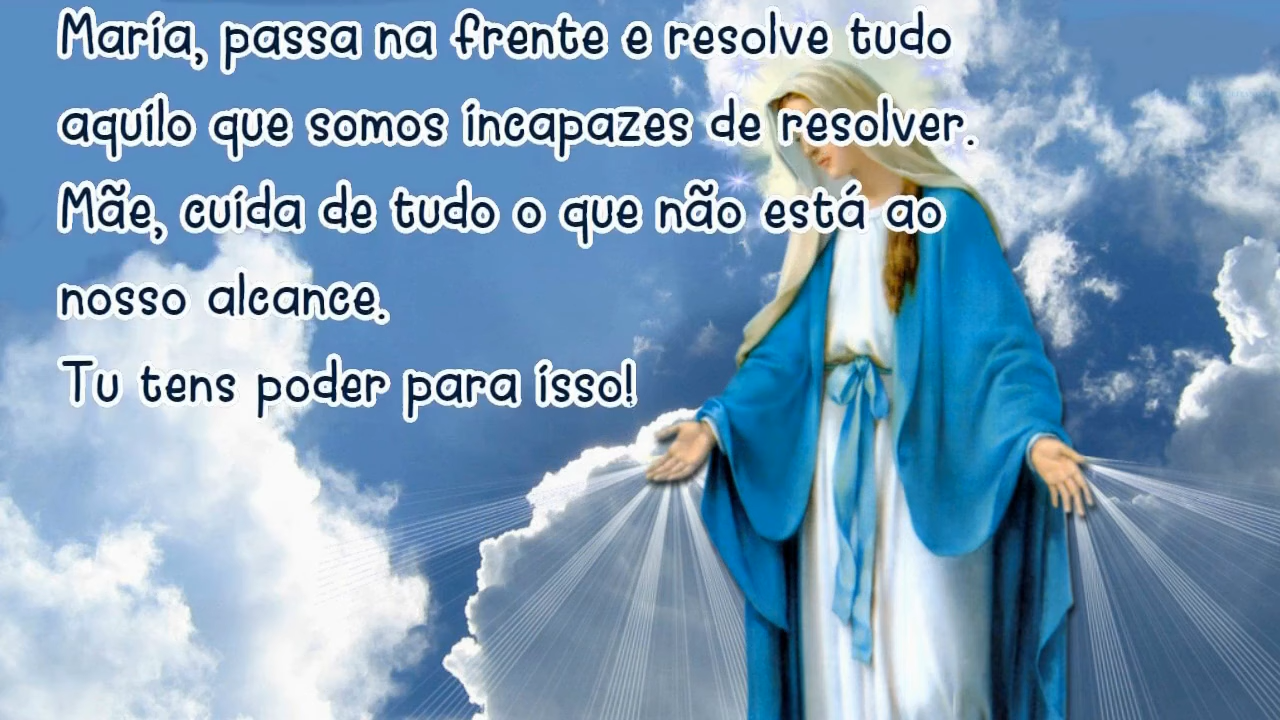 Maria, passa na frente e resolve tudo
aquilo que somos incapazes de resolver.
Mãe, cuida de tudo o que não está ao
nosso alcance.
Tu tens poder para isso!